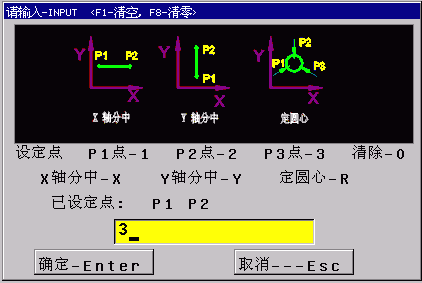 请输入-INPUT <F1-清空, F8-清零>
Y Y Y P2
P1 P2 P2 P1 P3
P1
X X X
X 轴分中 Y 轴分中 定圆心
设定点 P1点-1 P2点-2 P3点-3 清除-0
X轴分中-X Y轴分中-Y 定圆心-R
已设定点: P1 P2
3_
确定-Enter 取消---Esc